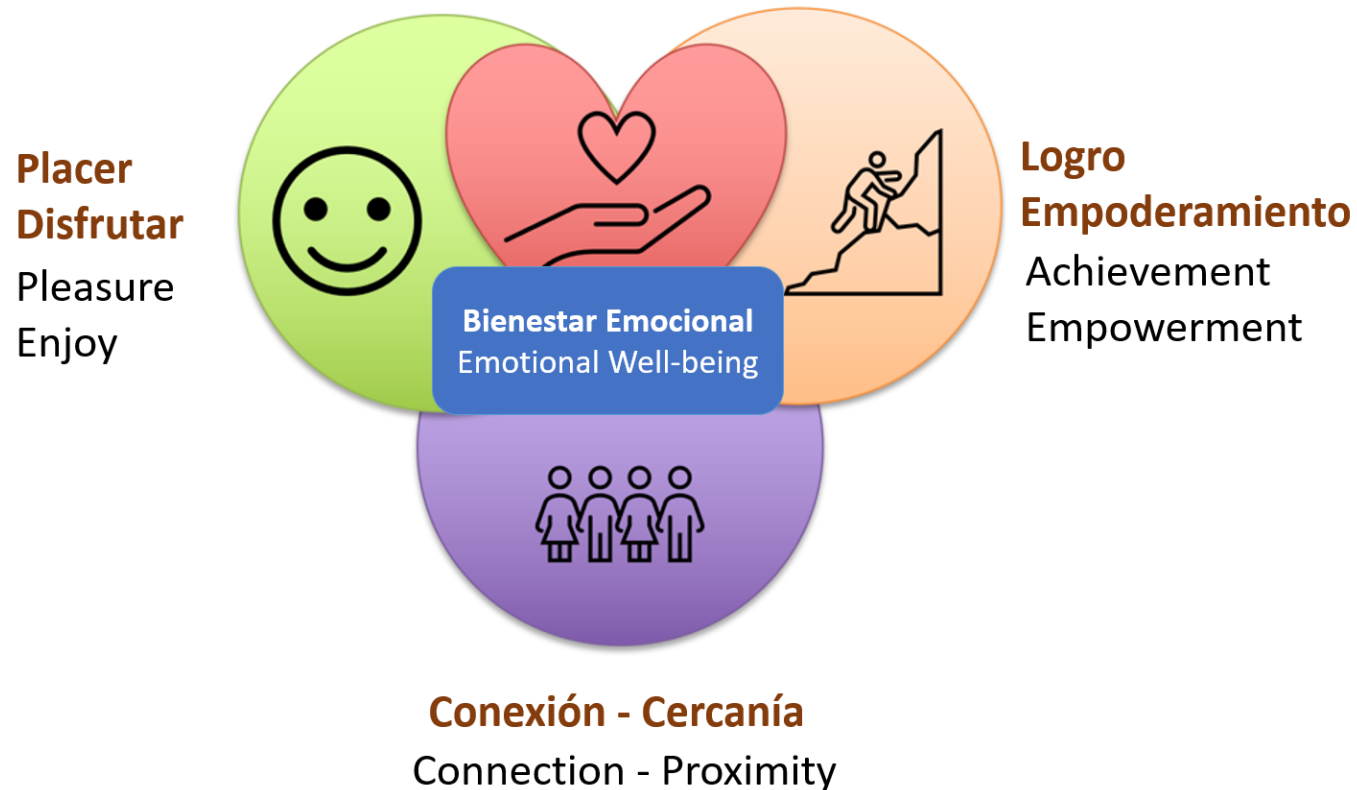 Placer
Disfrutar
Pleasure
Enjoy
Logro
Empoderamiento
Achievement
Empowerment
Bienestar Emocional
Emotional Well-being
Conexión - Cercanía
Connection - Proximity